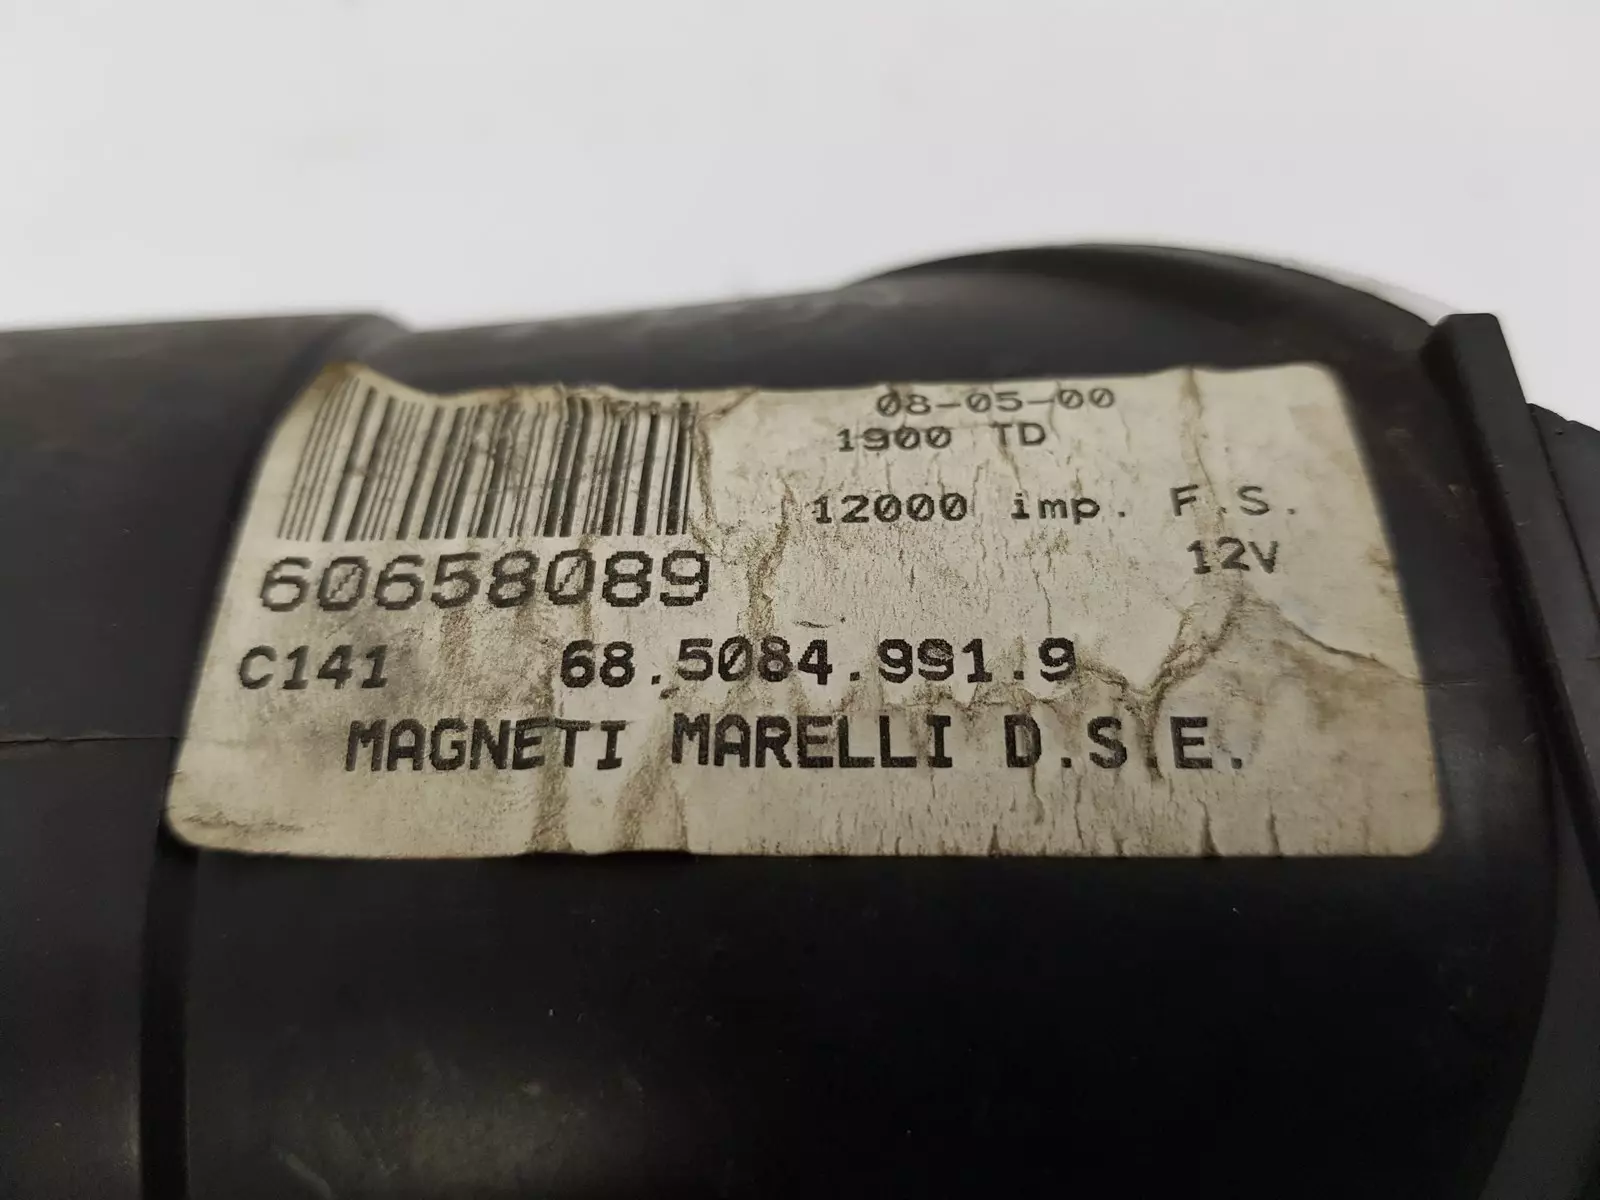 08-05-00
1900 TD
12000 imp. F.S.
12V
60658089
C141 68.5084.991.9
MAGNETI MARELLI D.S.E.